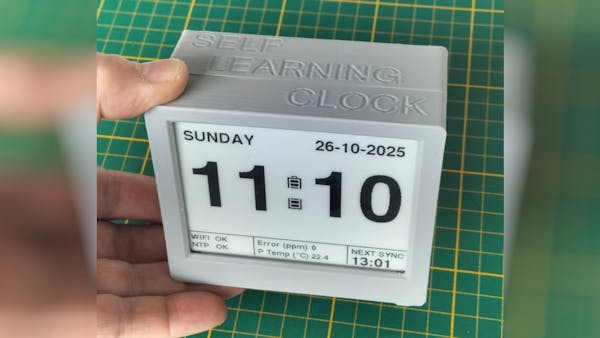 SELF
LEARNING
CLOCK
SUNDAY
26-10-2025
11 10
WIFI OK
NTP OK
Error (ppm) 0
P Temp (°C) 22.4
NEXT SYNC
13:01